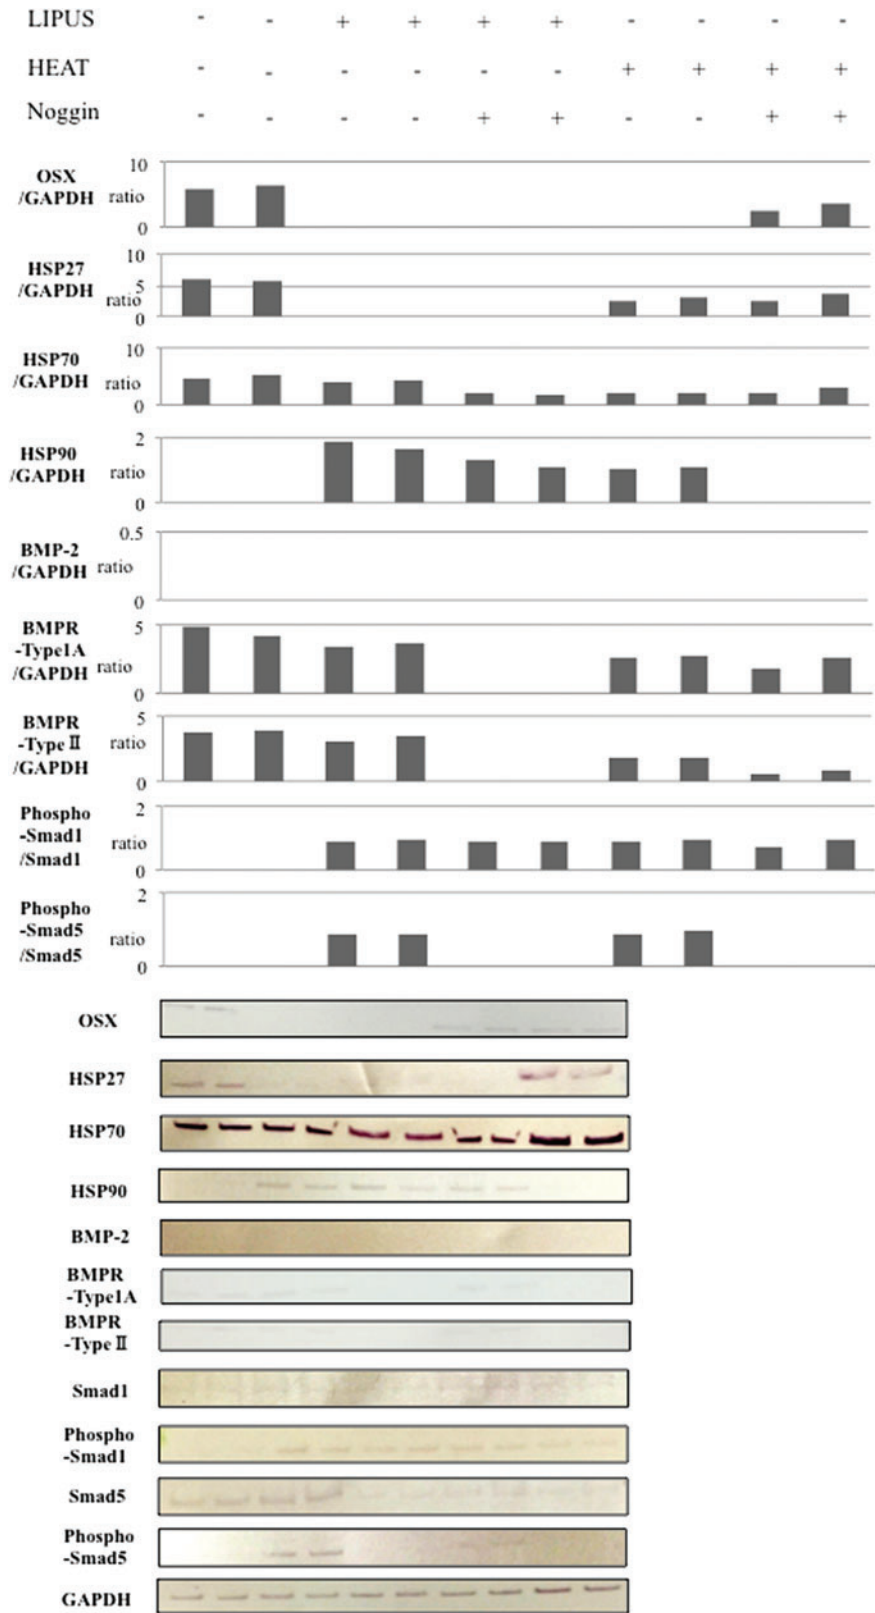 LIPUS - - + + + + - - - -
HEAT - - - - - - + + + +
Noggin - - - - + + - - + +
OSX
/GAPDH ratio
10
0
HSP27
/GAPDH ratio
10
5
0
HSP70
/GAPDH ratio
10
0
HSP90
/GAPDH ratio
2
0
BMP-2
/GAPDH ratio
0.5
0
BMPR
-Type1A
/GAPDH ratio
5
0
BMPR
-Type Ⅱ
/GAPDH ratio
5
0
Phospho
-Smad1
/Smad1 ratio
2
0
Phospho
-Smad5
/Smad5 ratio
2
0
OSX
HSP27
HSP70
HSP90
BMP-2
BMPR
-Type1A
BMPR
-Type Ⅱ
Smad1
Phospho
-Smad1
Smad5
Phospho
-Smad5
GAPDH